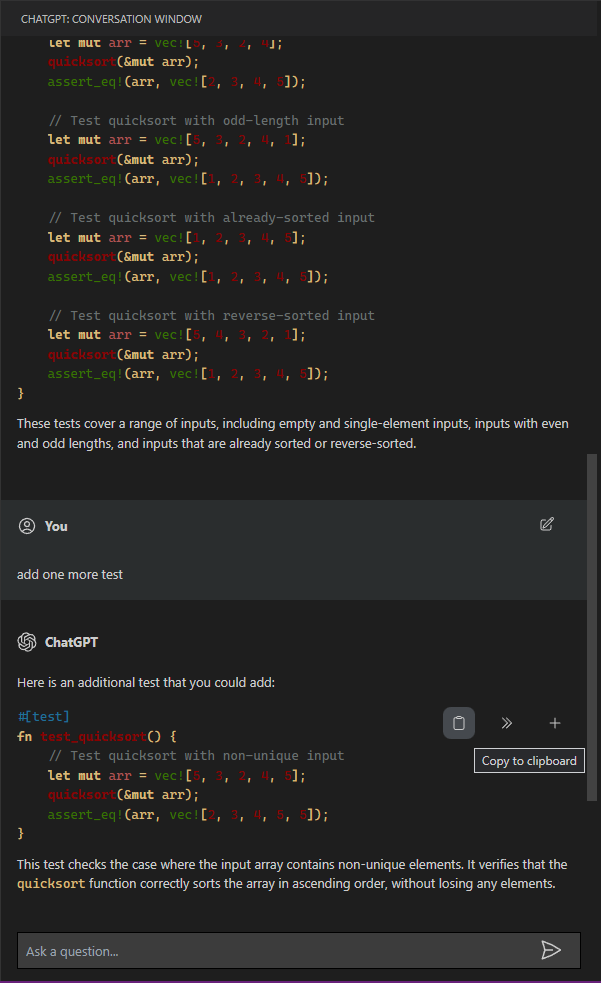 CHATGPT: CONVERSATION WINDOW
let mut arr = vec![5, 3, 2, 4];
quicksort(&mut arr);
assert_eq!(arr, vec![2, 3, 4, 5]);
// Test quicksort with odd-length input
let mut arr = vec![5, 3, 2, 4, 1];
quicksort(&mut arr);
assert_eq!(arr, vec![1, 2, 3, 4, 5]);
// Test quicksort with already-sorted input
let mut arr = vec![1, 2, 3, 4, 5];
quicksort(&mut arr);
assert_eq!(arr, vec![1, 2, 3, 4, 5]);
// Test quicksort with reverse-sorted input
let mut arr = vec![5, 4, 3, 2, 1];
quicksort(&mut arr);
assert_eq!(arr, vec![1, 2, 3, 4, 5]);
}
These tests cover a range of inputs, including empty and single-element inputs, inputs with even
and odd lengths, and inputs that are already sorted or reverse-sorted.
You
add one more test
ChatGPT
Here is an additional test that you could add:
#[test]
fn test_quicksort() {
// Test quicksort with non-unique input
let mut arr = vec![5, 3, 2, 4, 5];
quicksort(&mut arr);
assert_eq!(arr, vec![2, 3, 4, 5, 5]);
}
Copy to clipboard
This test checks the case where the input array contains non-unique elements. It verifies that the
quicksort function correctly sorts the array in ascending order, without losing any elements.
Ask a question...